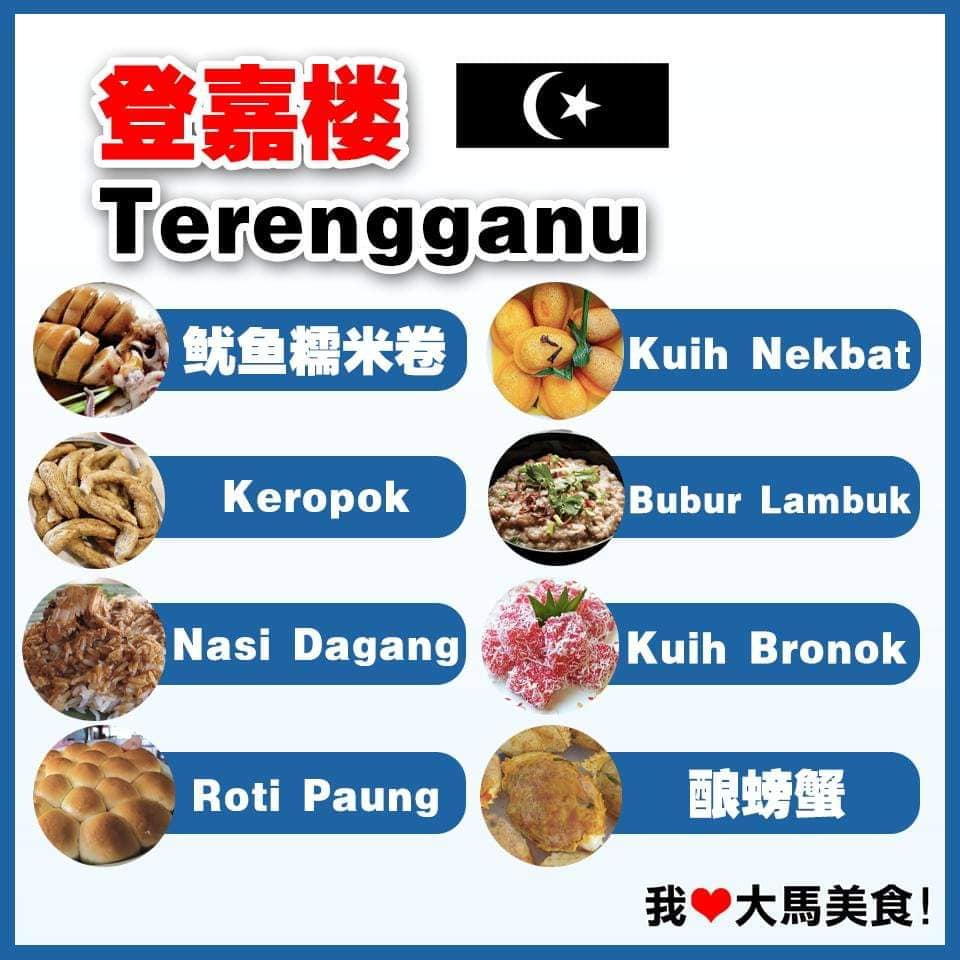 登嘉楼
Terengganu
鱿鱼糯米卷
Kuih Nekbat
Keropok
Bubur Lambuk
Nasi Dagang
Kuih Bronok
Roti Paung
酿螃蟹
我❤大馬美食!